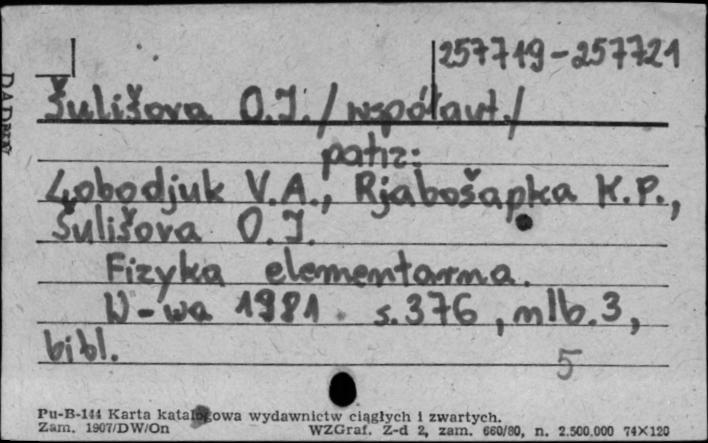 257719-257721
Šulišova O.I. /współaut./
patrz:
Lobodjuk V.A., Rjabošapka K.P.,
Šulišova O.I.
Fizyka elementarna.
W-wa 1981 s. 376, nlb. 3,
bibl.
5
Pu-B-144 Karta katalogowa wydawnictw ciągłych i zwartych.
Zam. 1907/DW/On WZGraf. Z-d 2, zam. 660/80, n. 2.500.000 74×120